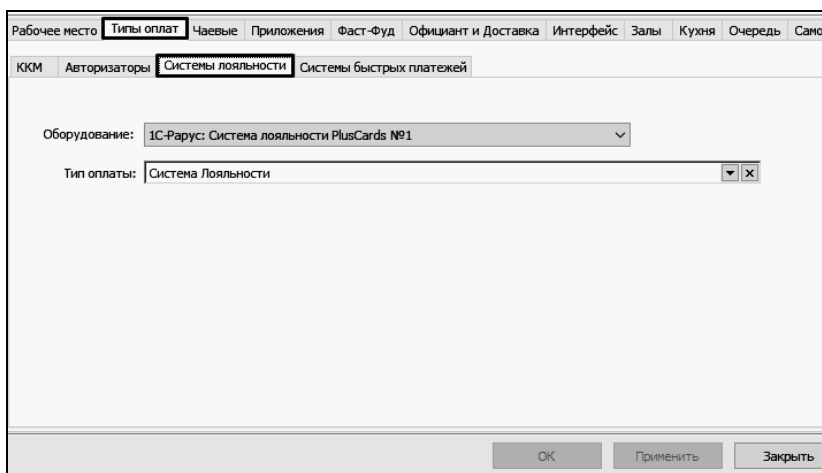 Рабочее место Типы оплат Чаевые Приложения Фаст-Фуд Официант и Доставка Интерфейс Залы Кухня Очередь Само
ККМ Авторизаторы Системы лояльности Системы быстрых платежей
Оборудование: 1С-Рарус: Система лояльности PlusCards №1
Тип оплаты: Система Лояльности
ОК Применить Закрыть